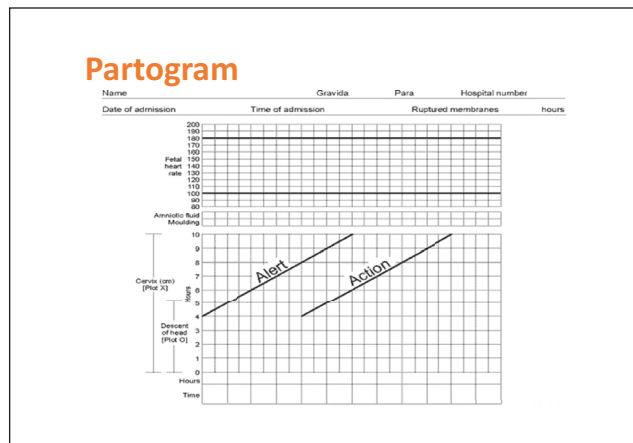 Partogram
Name Gravida Para Hospital number
Date of admission Time of admission Ruptured membranes hours
200
190
180
170
Fetal 160
heart 150
rate 140
130
120
110
100
90
80
Amniotic fluid
Moulding
10
9
8
7
Cervix (cm)
[Plot X]
Hours
6
5
4
Descent
of head
[Plot O]
3
2
1
0
Alert
Action
Hours
Time